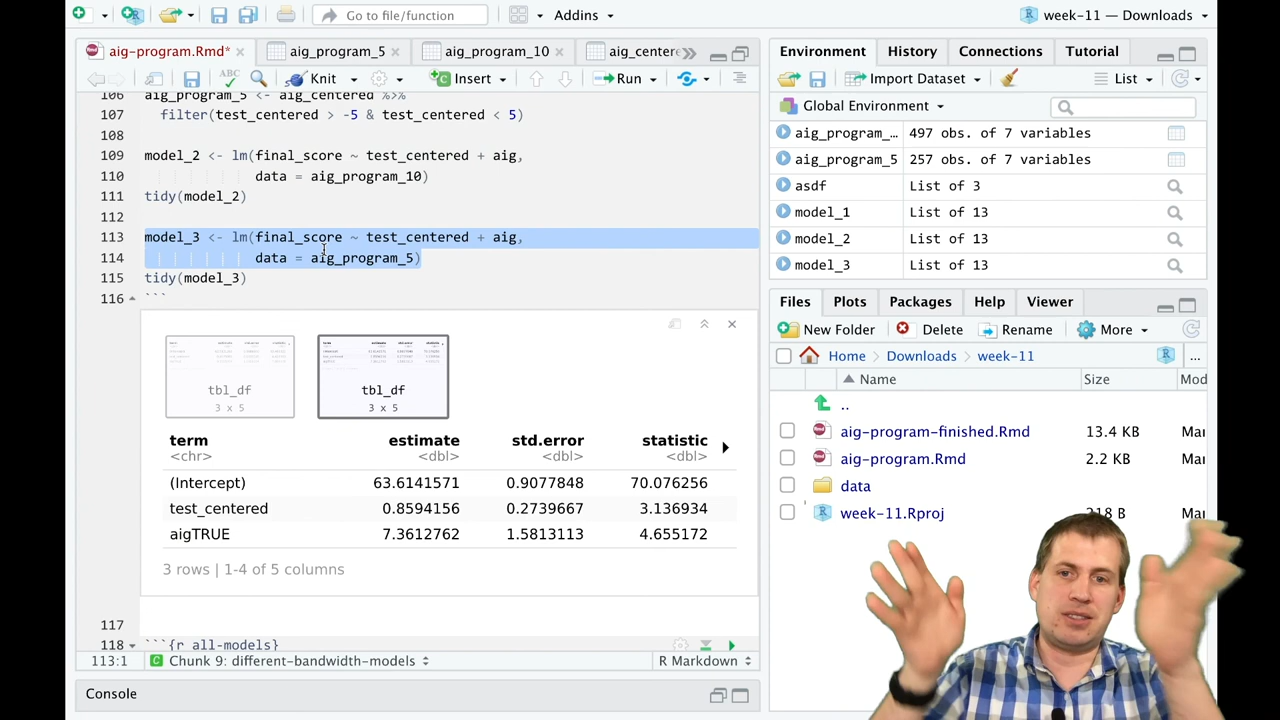 Go to file/function
Addins
week-11 — Downloads
aig-program.Rmd*
aig_program_5
aig_program_10
aig_center
Knit
Insert
Run
106 aig_program_5 <- aig_centered %>%
107 filter(test_centered > -5 & test_centered < 5)
108
109 model_2 <- lm(final_score ~ test_centered + aig,
110 data = aig_program_10)
111 tidy(model_2)
112
113 model_3 <- lm(final_score ~ test_centered + aig,
114 data = aig_program_5)
115 tidy(model_3)
116 ```
tbl_df
3 x 5
tbl_df
3 x 5
term estimate std.error statistic
<chr> <dbl> <dbl> <dbl>
(Intercept) 63.6141571 0.9077848 70.076256
test_centered 0.8594156 0.2739667 3.136934
aigTRUE 7.3612762 1.5813113 4.655172
3 rows | 1-4 of 5 columns
117
118 ```{r all-models}
113:1 Chunk 9: different-bandwidth-models R Markdown
Console
Environment History Connections Tutorial
Import Dataset List
Global Environment
aig_program_… 497 obs. of 7 variables
aig_program_5 257 obs. of 7 variables
asdf List of 3
model_1 List of 13
model_2 List of 13
model_3 List of 13
Files Plots Packages Help Viewer
New Folder Delete Rename More
Home Downloads week-11 ...
Name Size Mod
..
aig-program-finished.Rmd 13.4 KB Mar
aig-program.Rmd 2.2 KB Mar
data
week-11.Rproj 218 B Mar